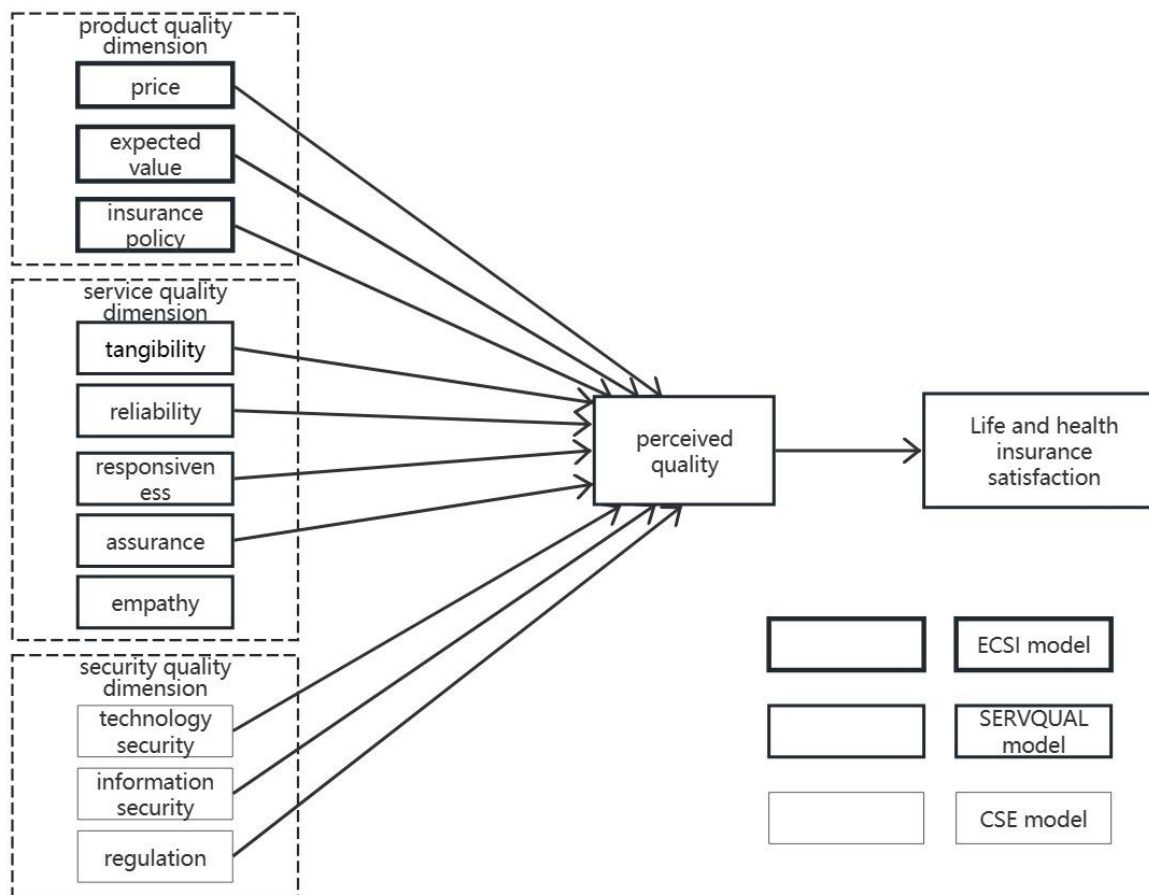 product quality
dimension
price
expected
value
insurance
policy
service quality
dimension
tangibility
reliability
responsiven
ess
assurance
empathy
security quality
dimension
technology
security
information
security
regulation
perceived
quality
Life and health
insurance
satisfaction
ECSI model
SERVQUAL
model
CSE model